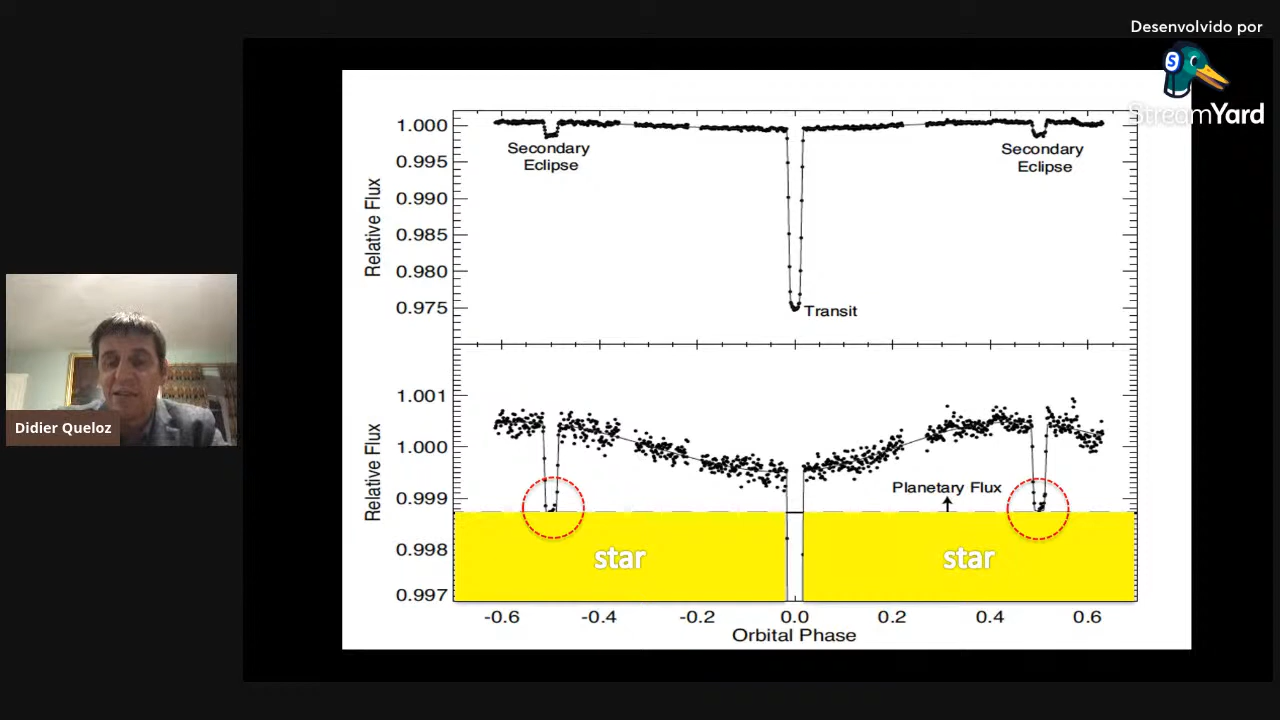 Desenvolvido por
S
StreamYard
Relative Flux
1.000
0.995
0.990
0.985
0.980
0.975
Secondary
Eclipse
Secondary
Eclipse
Transit
Relative Flux
1.001
1.000
0.999
0.998
0.997
Planetary Flux
star
star
-0.6 -0.4 -0.2 0.0 0.2 0.4 0.6
Orbital Phase
Didier Queloz